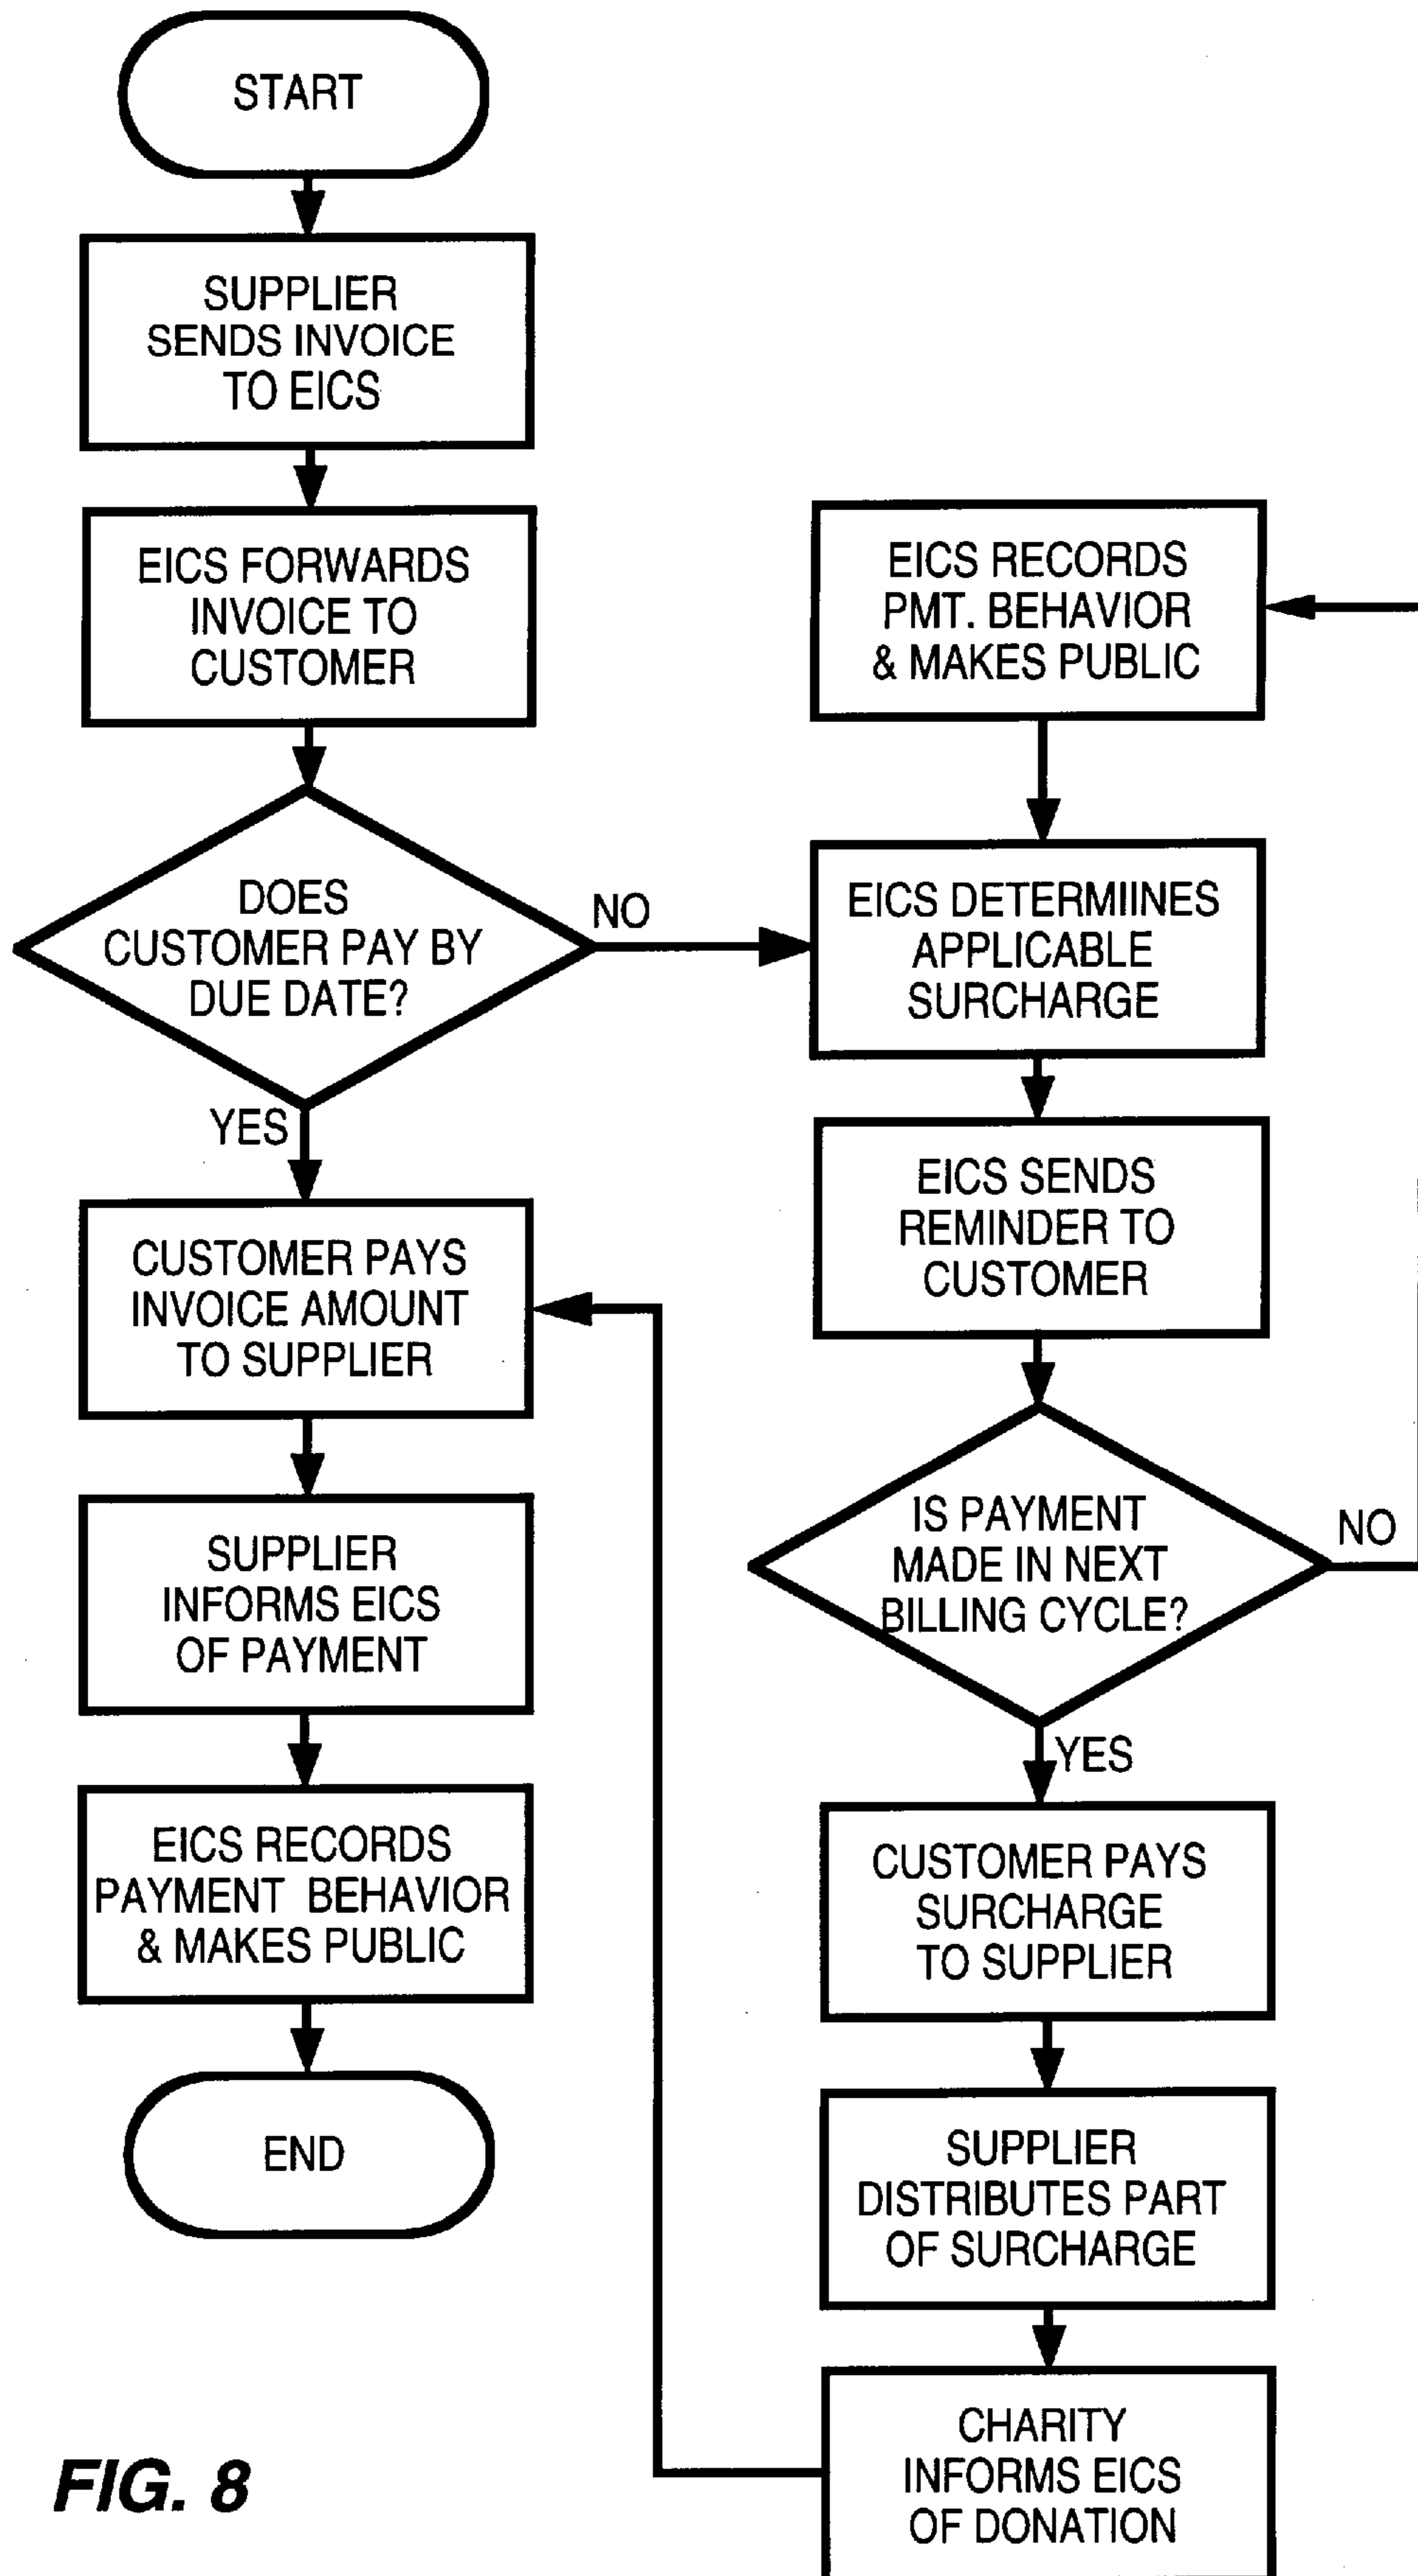 START
SUPPLIER
SENDS INVOICE
TO EICS
EICS FORWARDS
INVOICE TO
CUSTOMER
DOES
CUSTOMER PAY BY
DUE DATE?
NO
YES
CUSTOMER PAYS
INVOICE AMOUNT
TO SUPPLIER
SUPPLIER
INFORMS EICS
OF PAYMENT
EICS RECORDS
PAYMENT BEHAVIOR
& MAKES PUBLIC
END
EICS RECORDS
PMT. BEHAVIOR
& MAKES PUBLIC
EICS DETERMIINES
APPLICABLE
SURCHARGE
EICS SENDS
REMINDER TO
CUSTOMER
IS PAYMENT
MADE IN NEXT
BILLING CYCLE?
NO
YES
CUSTOMER PAYS
SURCHARGE
TO SUPPLIER
SUPPLIER
DISTRIBUTES PART
OF SURCHARGE
CHARITY
INFORMS EICS
OF DONATION
FIG. 8